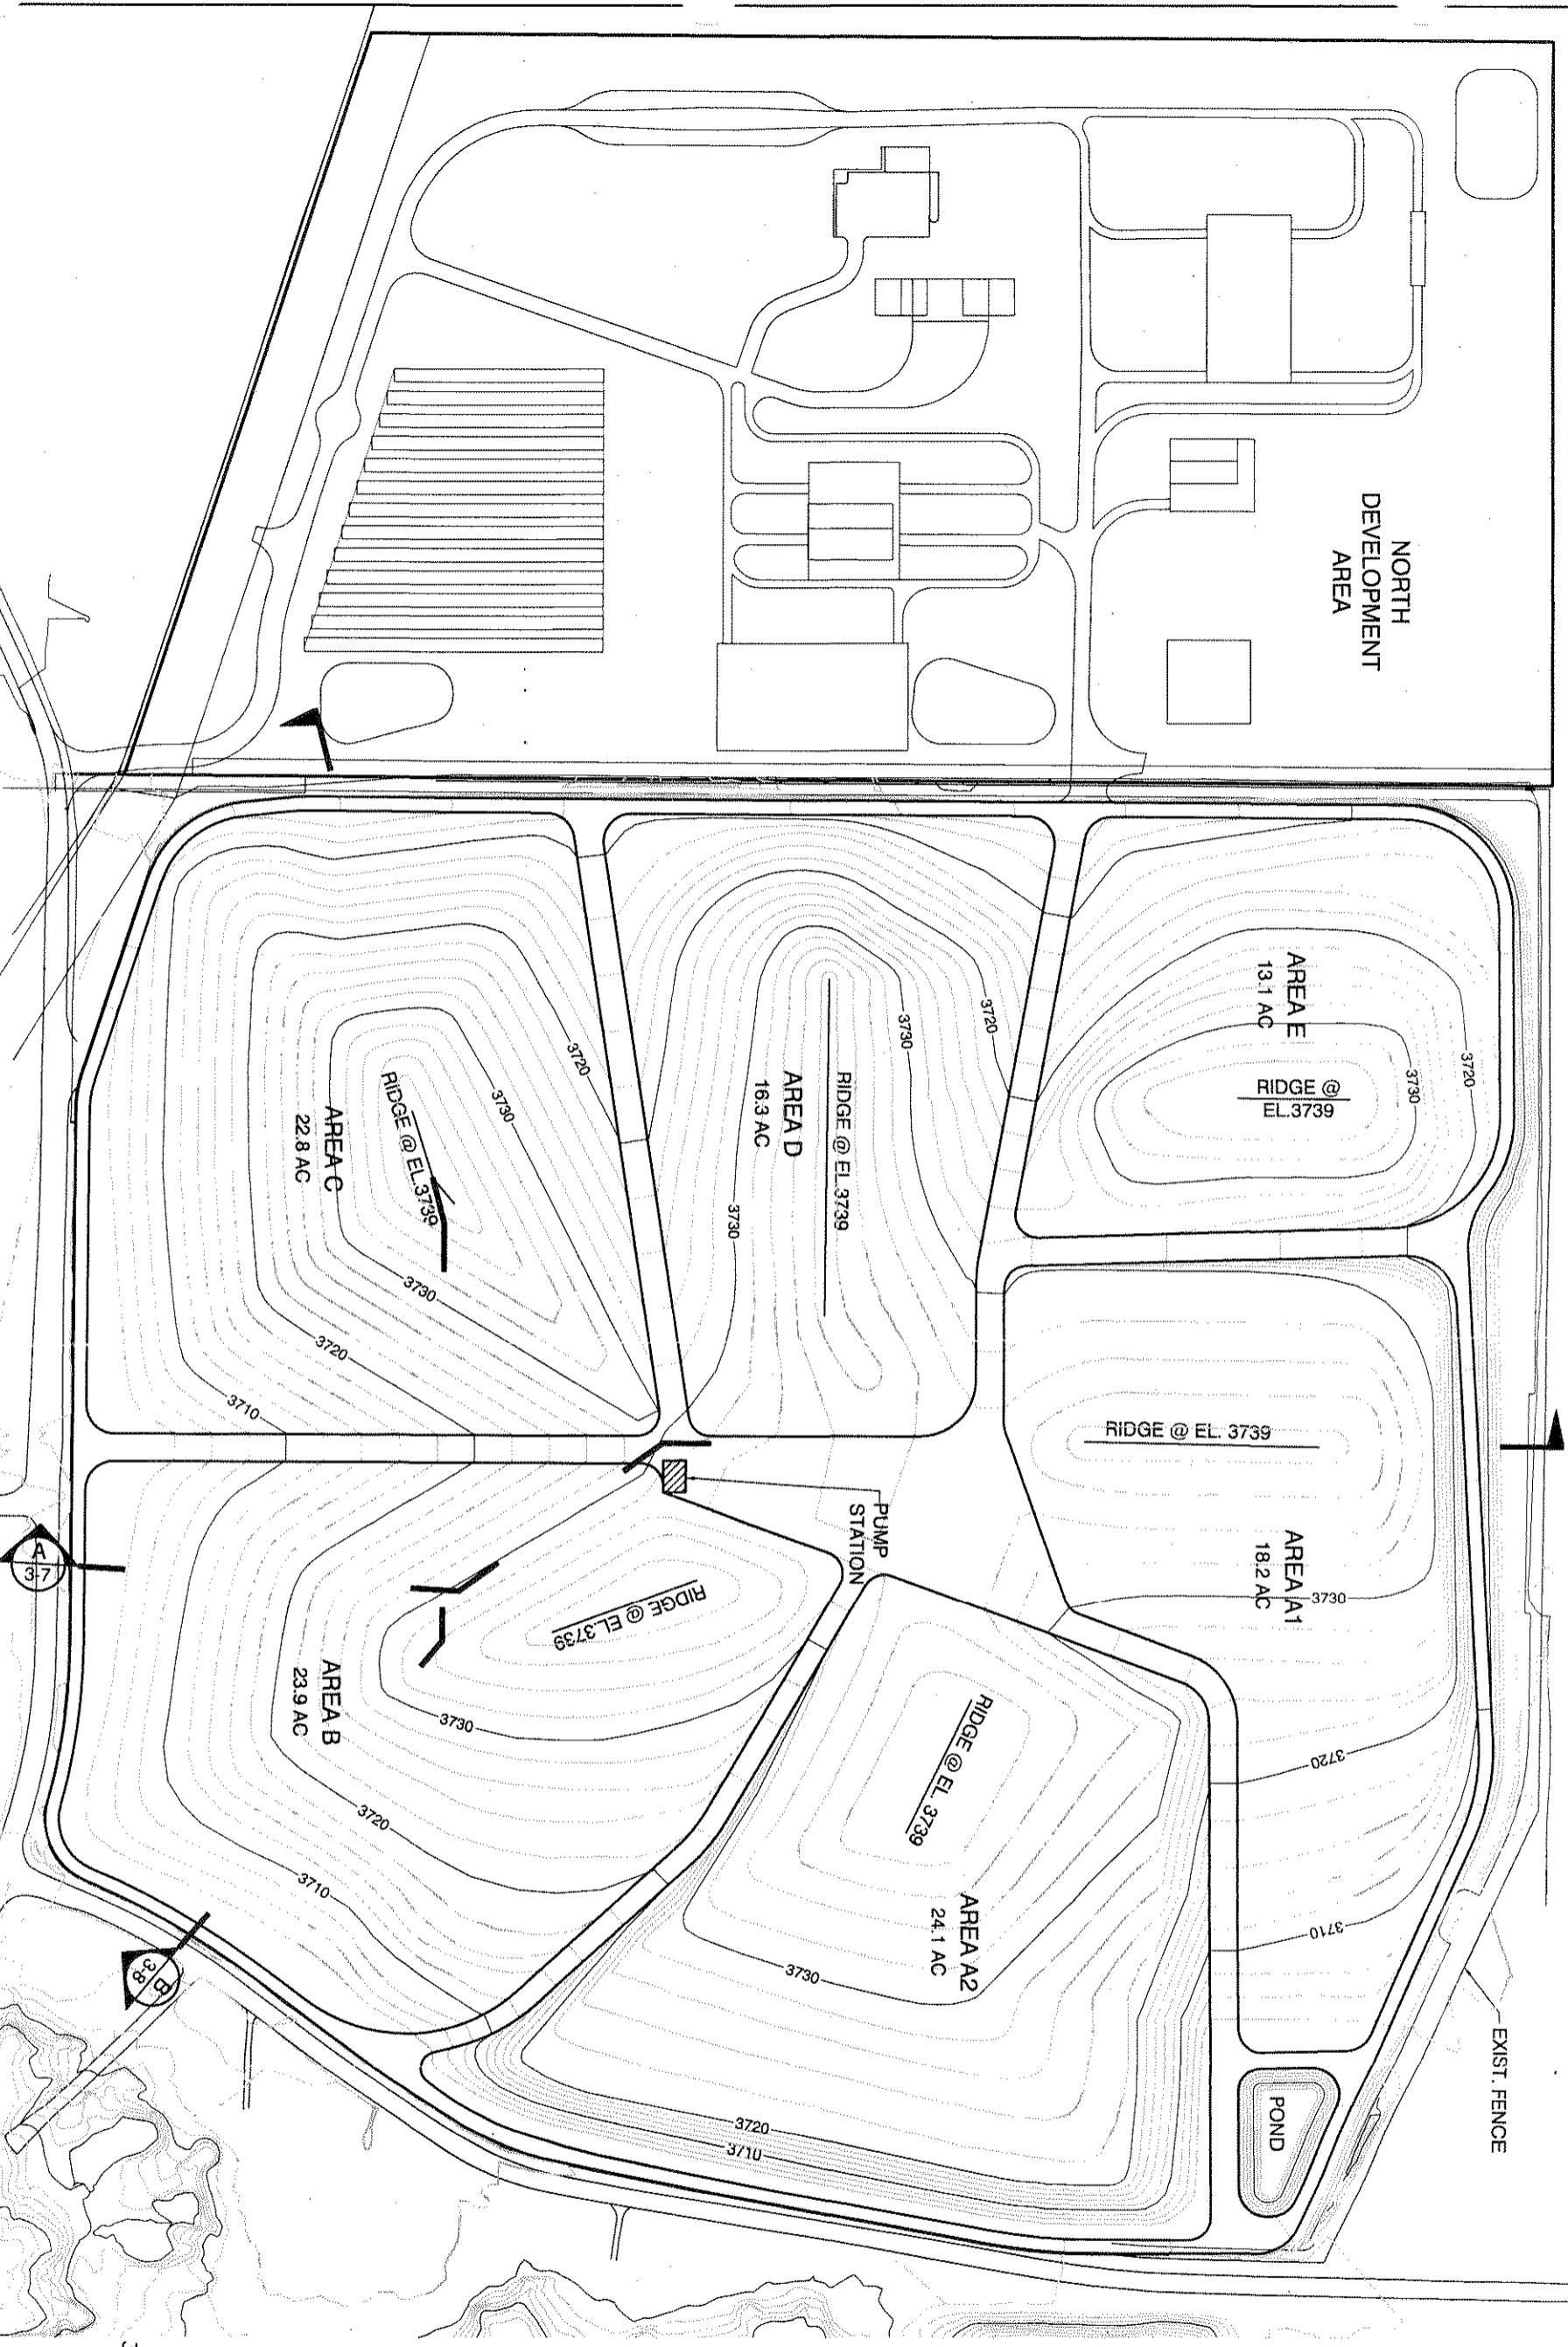 NORTH
DEVELOPMENT
AREA
AREA E
13.1 AC
RIDGE @
EL.3739
3730
3720
3720
3730
AREA D
16.3 AC
RIDGE @ EL.3739
3730
3720
3730
RIDGE @ EL.3739
AREA C
22.8 AC
3730
3720
3710
RIDGE @ EL. 3739
AREA A1
18.2 AC
3730
3720
3710
PUMP
STATION
RIDGE @ EL.3739
AREA B
23.9 AC
3730
3720
3710
RIDGE @ EL. 3739
AREA A2
24.1 AC
3730
3720
3710
POND
EXIST. FENCE
A
3-7
B
3-8